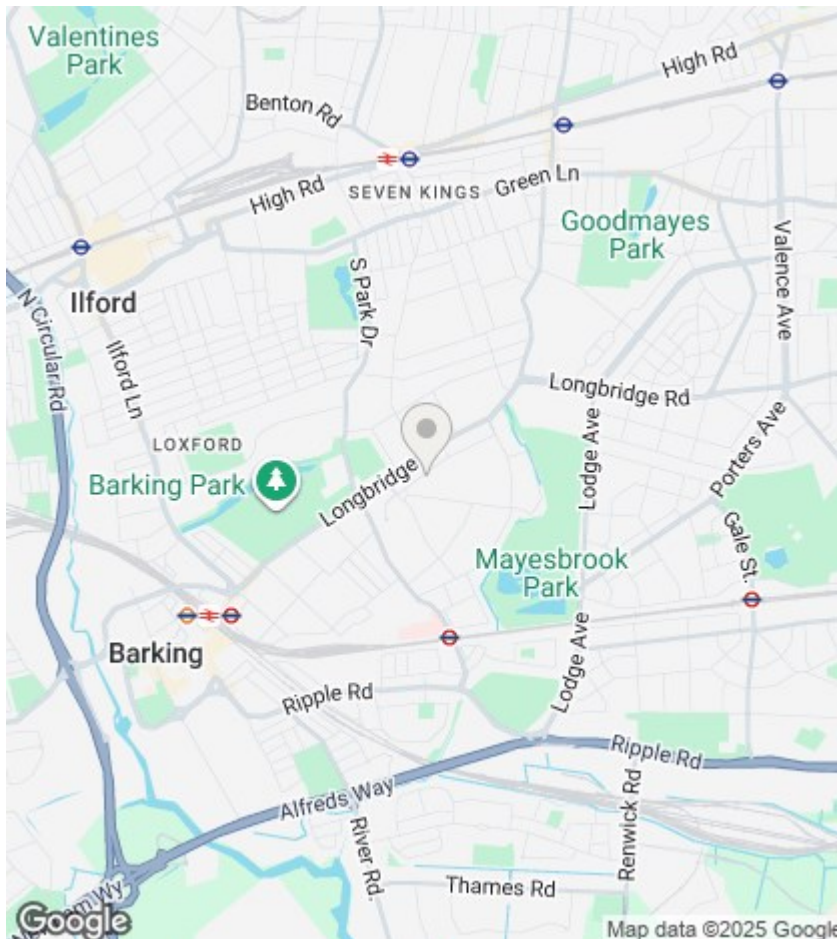 Valentines
Park
High Rd
Benton Rd
High Rd
SEVEN KINGS
Green Ln
Goodmayes
Park
Valence Ave
Ilford
N Circular Rd
Ilford Ln
S Park Dr
Longbridge Rd
Lodge Ave
Porters Ave
LOXFORD
Barking Park
Longbridge
Gale St.
Mayesbrook
Park
Barking
Lodge Ave
Ripple Rd
Ripple Rd
Alfreds Way
Renwick Rd
River Rd.
Thames Rd
Google
Map data ©2025 Google